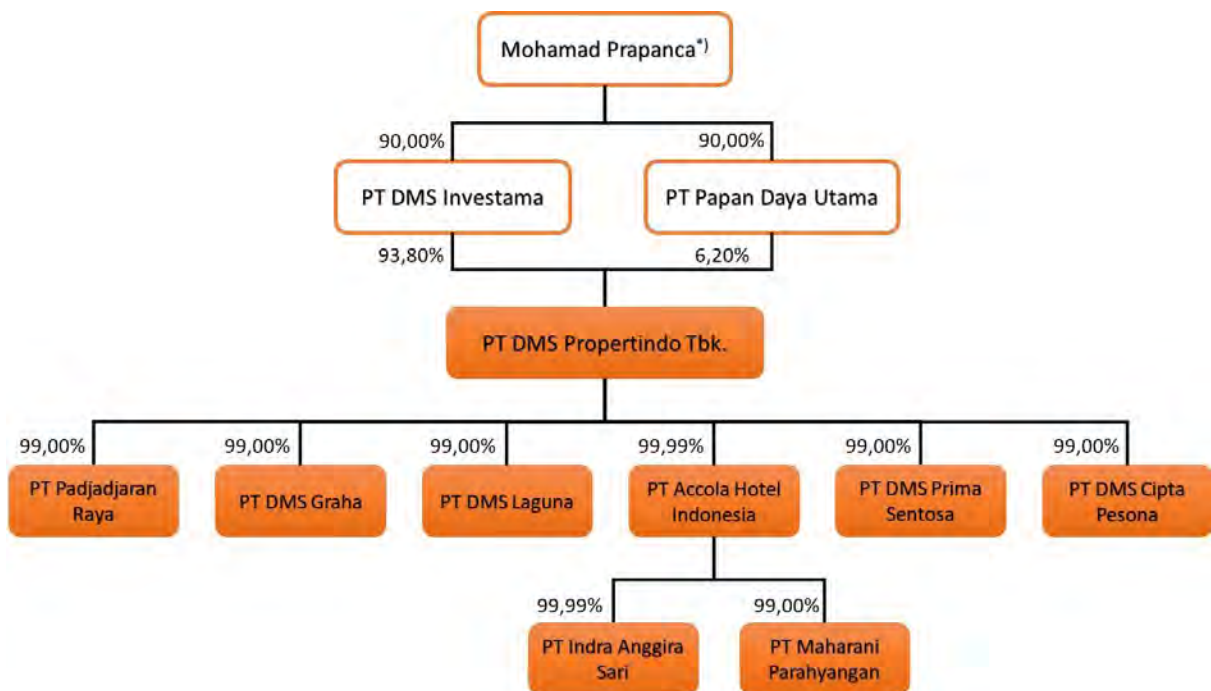 Mohamad Prapanca*)
90,00%
90,00%
PT DMS Investama
PT Papan Daya Utama
93,80%
6,20%
PT DMS Propertindo Tbk.
99,00%
99,00%
99,00%
99,99%
99,00%
99,00%
PT Padjadjaran
Raya
PT DMS Graha
PT DMS Laguna
PT Accola Hotel
Indonesia
PT DMS Prima
Sentosa
PT DMS Cipta
Pesona
99,99%
99,00%
PT Indra Anggira
Sari
PT Maharani
Parahyangan